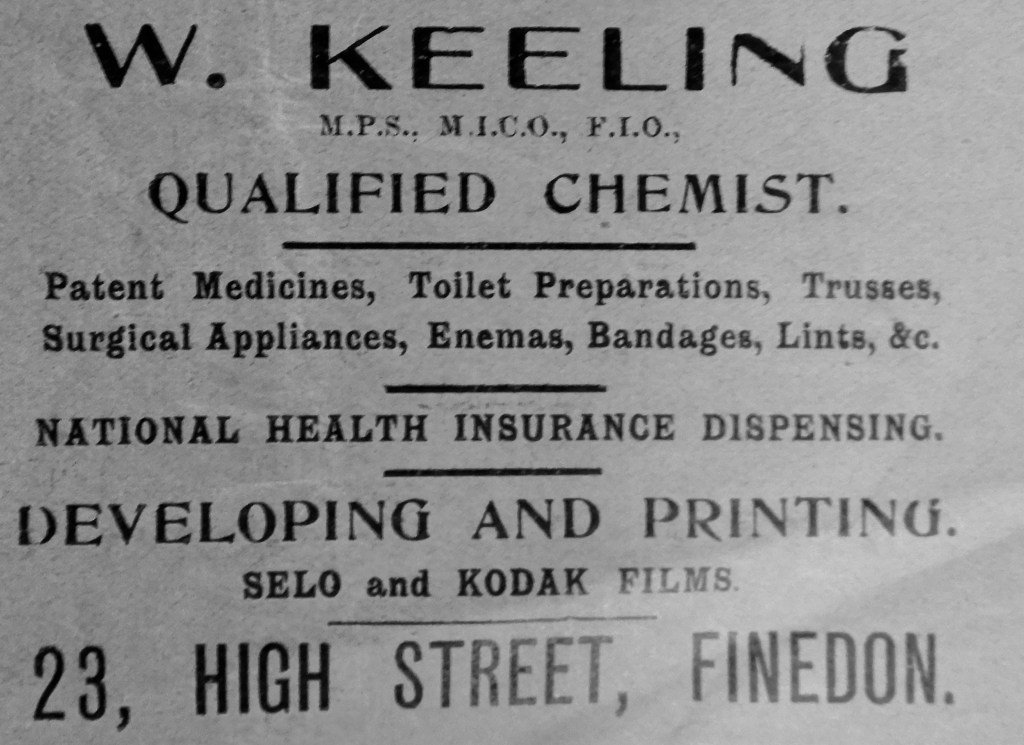 W. KEELING
M.P.S., M.I.C.O., F.I.O.,
QUALIFIED CHEMIST.
Patent Medicines, Toilet Preparations, Trusses,
Surgical Appliances, Enemas, Bandages, Lints, &c.
NATIONAL HEALTH INSURANCE DISPENSING.
DEVELOPING AND PRINTING.
SELO and KODAK FILMS.
23, HIGH STREET, FINEDON.